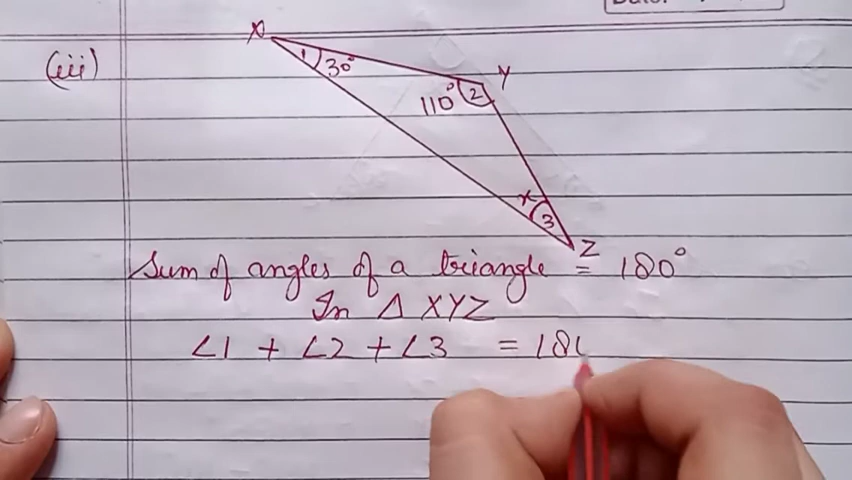 (iii)
X
1 30°
Y
110° 2
x
3
Z
Sum of angles of a triangle = 180°
In △ XYZ
∠1 + ∠2 + ∠3 = 18